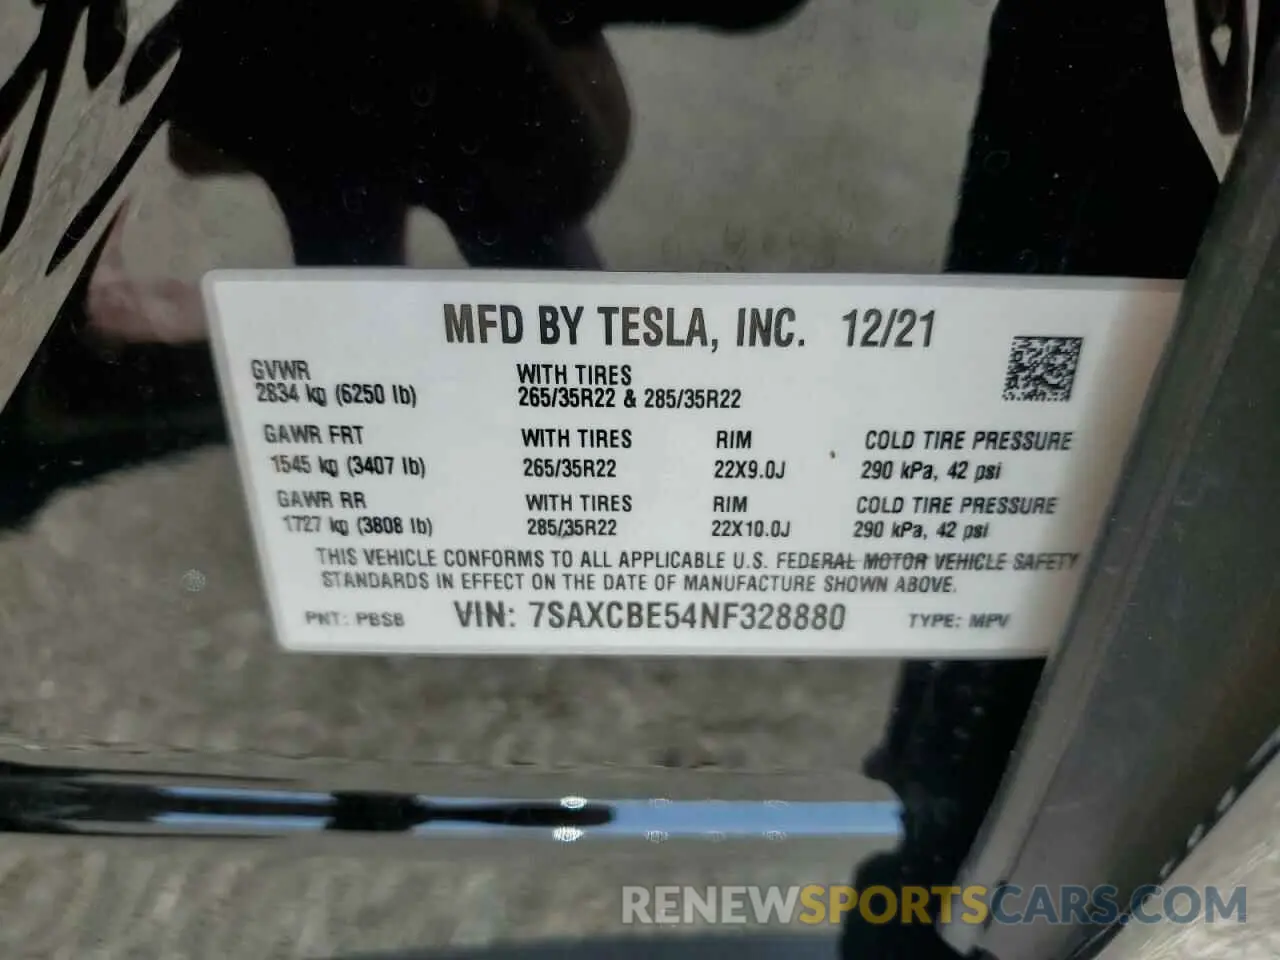 MFD BY TESLA, INC. 12/21
GVWR WITH TIRES
2834 kg (6250 lb) 265/35R22 & 285/35R22
GAWR FRT WITH TIRES RIM COLD TIRE PRESSURE
1545 kg (3407 lb) 265/35R22 22X9.0J 290 kPa, 42 psi
GAWR RR WITH TIRES RIM COLD TIRE PRESSURE
1727 kg (3808 lb) 285/35R22 22X10.0J 290 kPa, 42 psi
THIS VEHICLE CONFORMS TO ALL APPLICABLE U.S. FEDERAL MOTOR VEHICLE SAFETY
STANDARDS IN EFFECT ON THE DATE OF MANUFACTURE SHOWN ABOVE.
PNT: PBSB VIN: 7SAXCBE54NF328880 TYPE: MPV
RENEWSPORTSCARS.COM